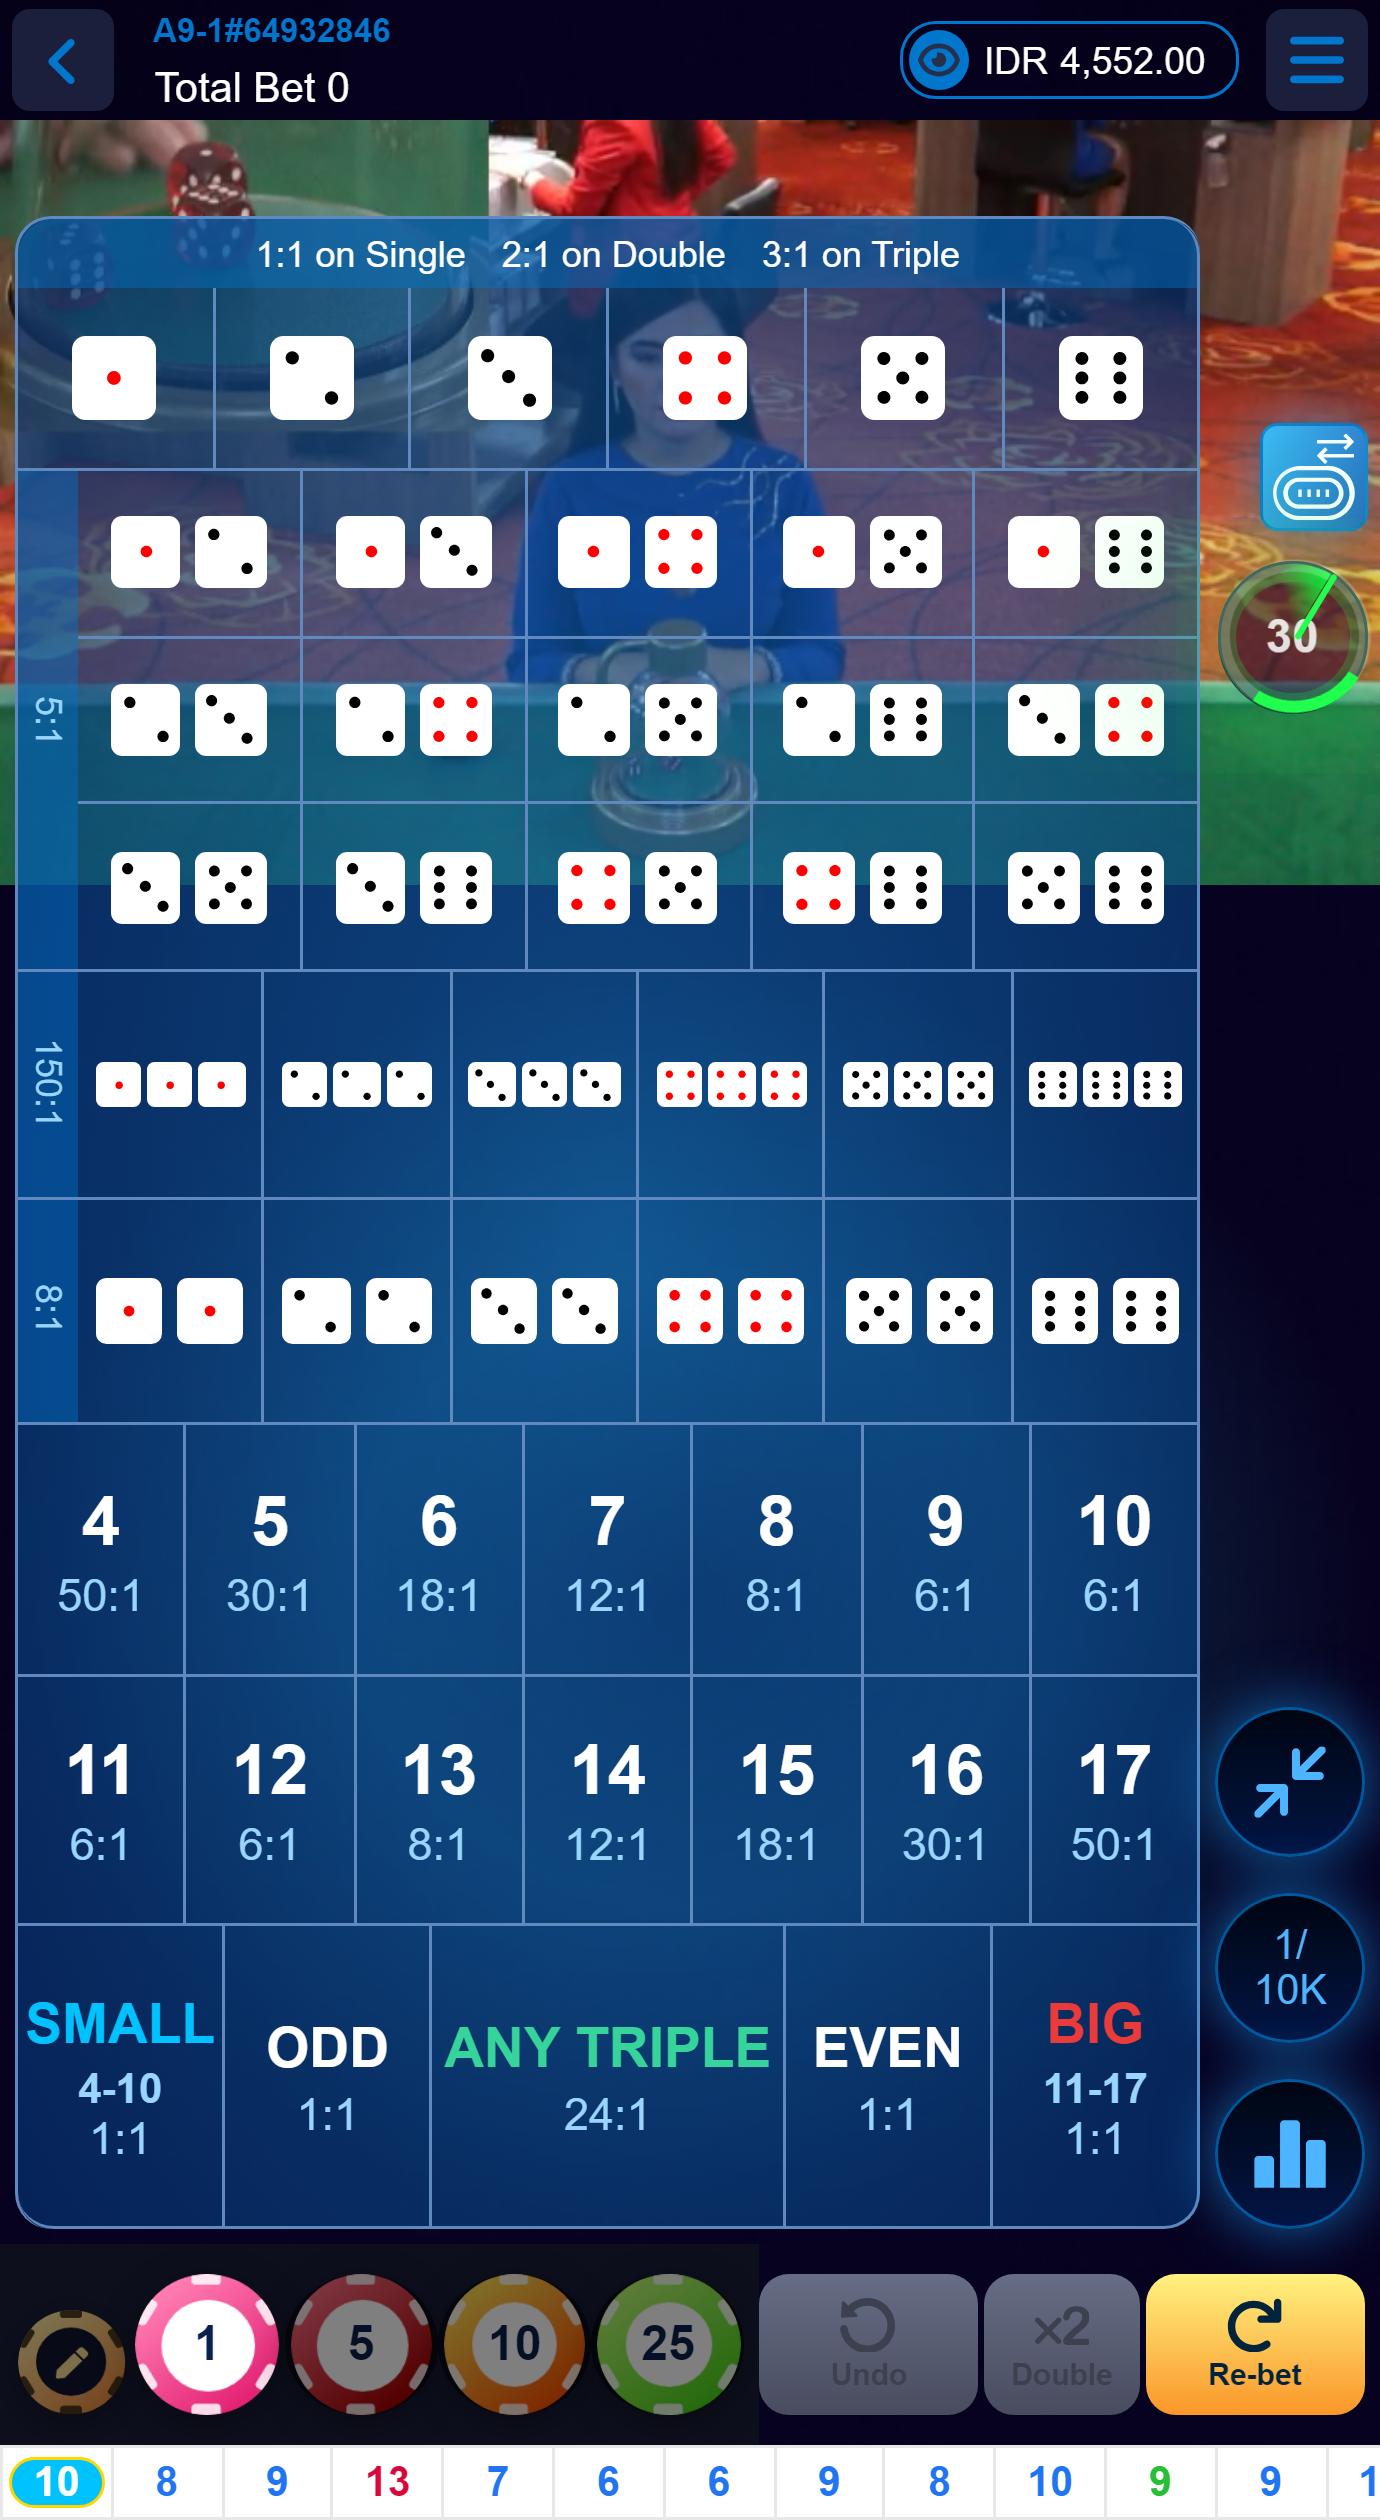 A9-1#64932846
Total Bet 0
IDR 4,552.00
1:1 on Single 2:1 on Double 3:1 on Triple
30
5:1
150:1
8:1
4 5 6 7 8 9 10
50:1 30:1 18:1 12:1 8:1 6:1 6:1
11 12 13 14 15 16 17
6:1 6:1 8:1 12:1 18:1 30:1 50:1
1/
10K
SMALL
4-10
1:1
ODD
1:1
ANY TRIPLE
24:1
EVEN
1:1
BIG
11-17
1:1
1 5 10 25
Undo
x2
Double
Re-bet
10 8 9 13 7 6 6 9 8 10 9 9 1